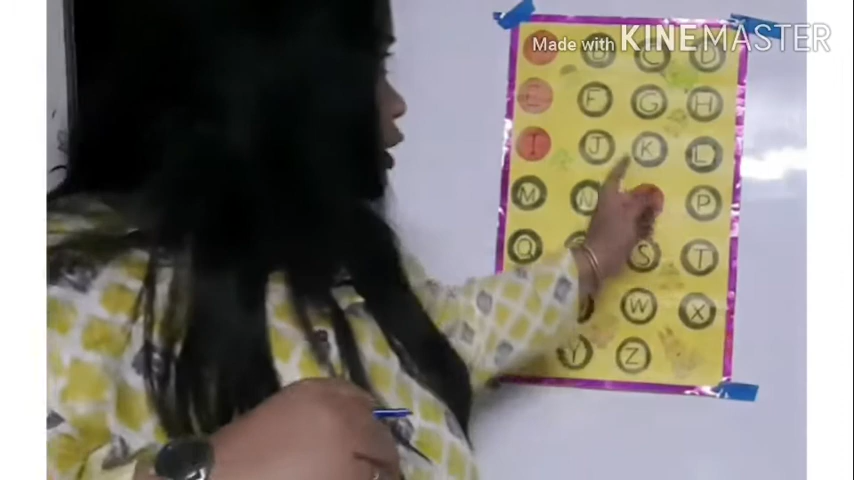 Made with KINEMASTER
B C D
E F G H
I J K L
M N P
Q S T
W X
Y Z